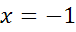 x = −1